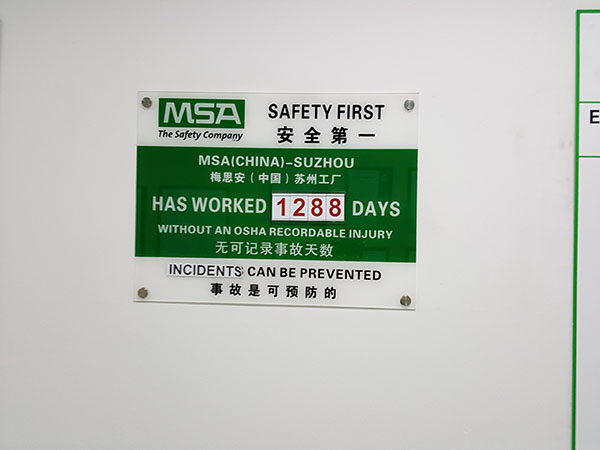 MSA
The Safety Company
SAFETY FIRST
安全第一
MSA(CHINA)-SUZHOU
梅思安（中国）苏州工厂
HAS WORKED 1288 DAYS
WITHOUT AN OSHA RECORDABLE INJURY
无可记录事故天数
INCIDENTS CAN BE PREVENTED
事故是可预防的
E